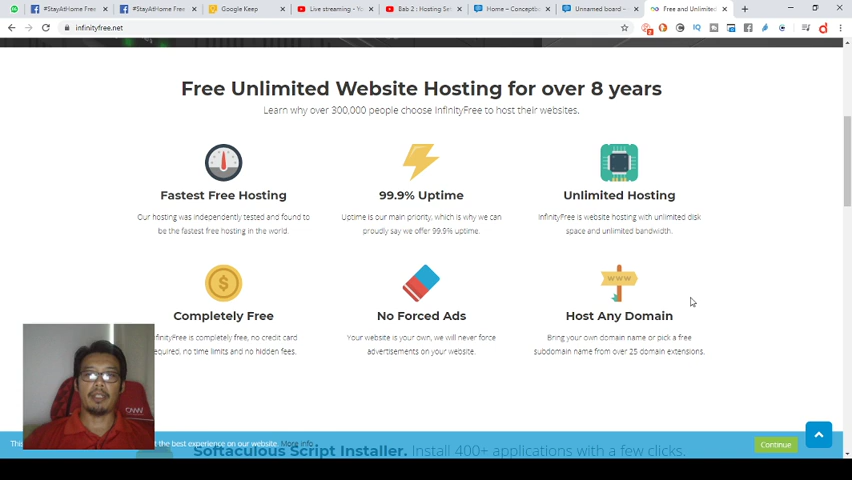 #StayAtHome Free
#StayAtHome Free
Google Keep
Live streaming - Yo
Bab 2 : Hosting Se
Home – Conceptbo
Unnamed board –
Free and Unlimited
infinityfree.net
Free Unlimited Website Hosting for over 8 years
Learn why over 300,000 people choose InfinityFree to host their websites.
Fastest Free Hosting
Our hosting was independently tested and found to
be the fastest free hosting in the world.
99.9% Uptime
Uptime is our main priority, which is why we can
proudly say we offer 99.9% uptime.
Unlimited Hosting
InfinityFree is website hosting with unlimited disk
space and unlimited bandwidth.
Completely Free
nfinityFree is completely free, no credit card
equired, no time limits and no hidden fees.
No Forced Ads
Your website is your own, we will never force
advertisements on your website.
WWW
Host Any Domain
Bring your own domain name or pick a free
subdomain name from over 25 domain extensions.
This
t the best experience on our website. More info
Continue
Softaculous Script Installer. Install 400+ applications with a few clicks.